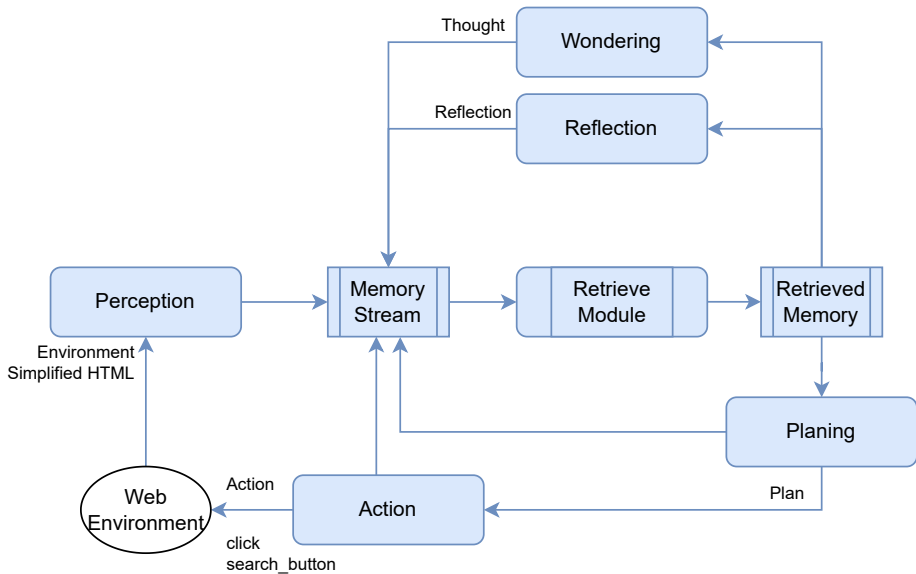 Thought
Wondering
Reflection
Reflection
Perception
Memory
Stream
Retrieve
Module
Retrieved
Memory
Environment
Simplified HTML
Planing
Web
Environment
Action
click
search_button
Action
Plan